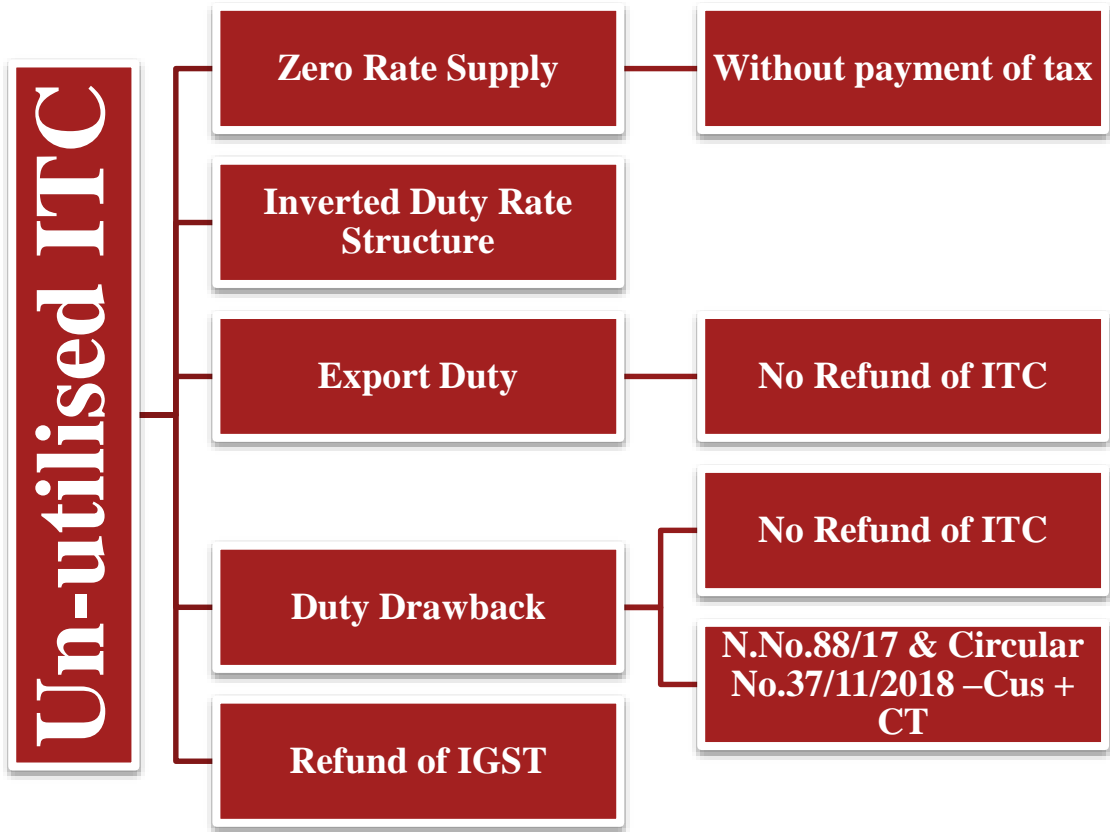 Un-utilised ITC
Zero Rate Supply
Without payment of tax
Inverted Duty Rate
Structure
Export Duty
No Refund of ITC
Duty Drawback
No Refund of ITC
N.No.88/17 & Circular
No.37/11/2018 –Cus +
CT
Refund of IGST